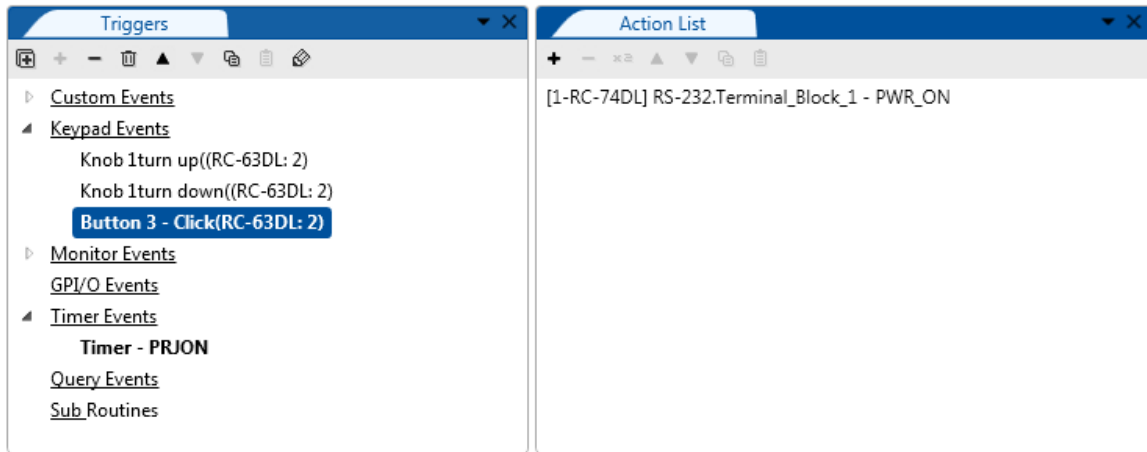 Triggers
Custom Events
Keypad Events
Knob 1turn up((RC-63DL: 2)
Knob 1turn down((RC-63DL: 2)
Button 3 - Click(RC-63DL: 2)
Monitor Events
GPI/O Events
Timer Events
Timer - PRJON
Query Events
Sub Routines
Action List
[1-RC-74DL] RS-232.Terminal_Block_1 - PWR_ON